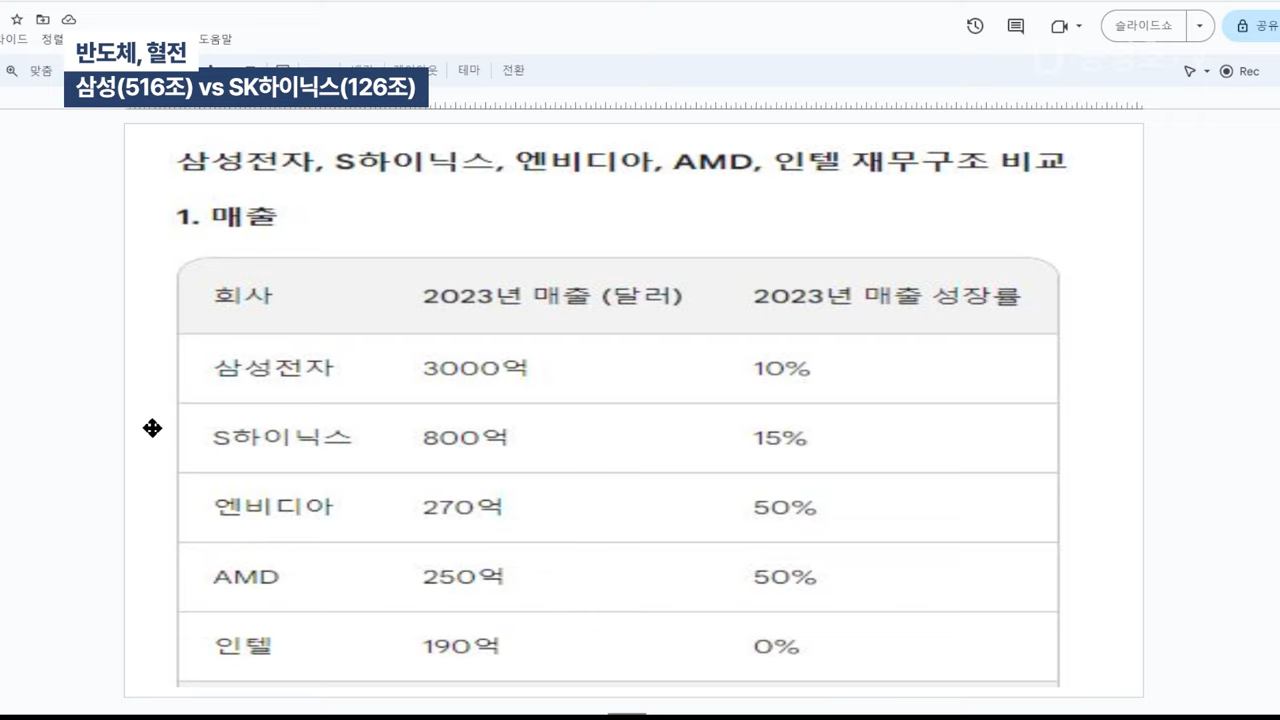 슬라이드쇼
공유
라이드
정렬
도움말
반도체, 혈전
맞춤
테마
전환
Rec
삼성(516조) vs SK하이닉스(126조)
삼성전자, S하이닉스, 엔비디아, AMD, 인텔 재무구조 비교
1. 매출
회사 2023년 매출 (달러) 2023년 매출 성장률
삼성전자 3000억 10%
S하이닉스 800억 15%
엔비디아 270억 50%
AMD 250억 50%
인텔 190억 0%